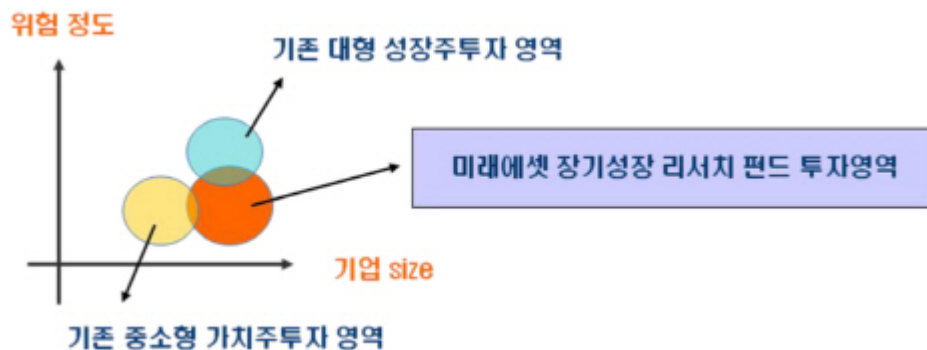 위험 정도
기존 대형 성장주투자 영역
미래에셋 장기성장 리서치 펀드 투자영역
기업 size
기존 중소형 가치주투자 영역